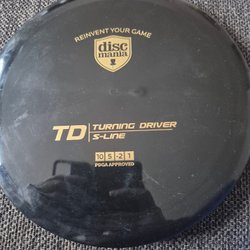 REINVENT YOUR GAME
disc
mania
TD TURNING DRIVER
S-LINE
10 5 -2 1
PDGA APPROVED